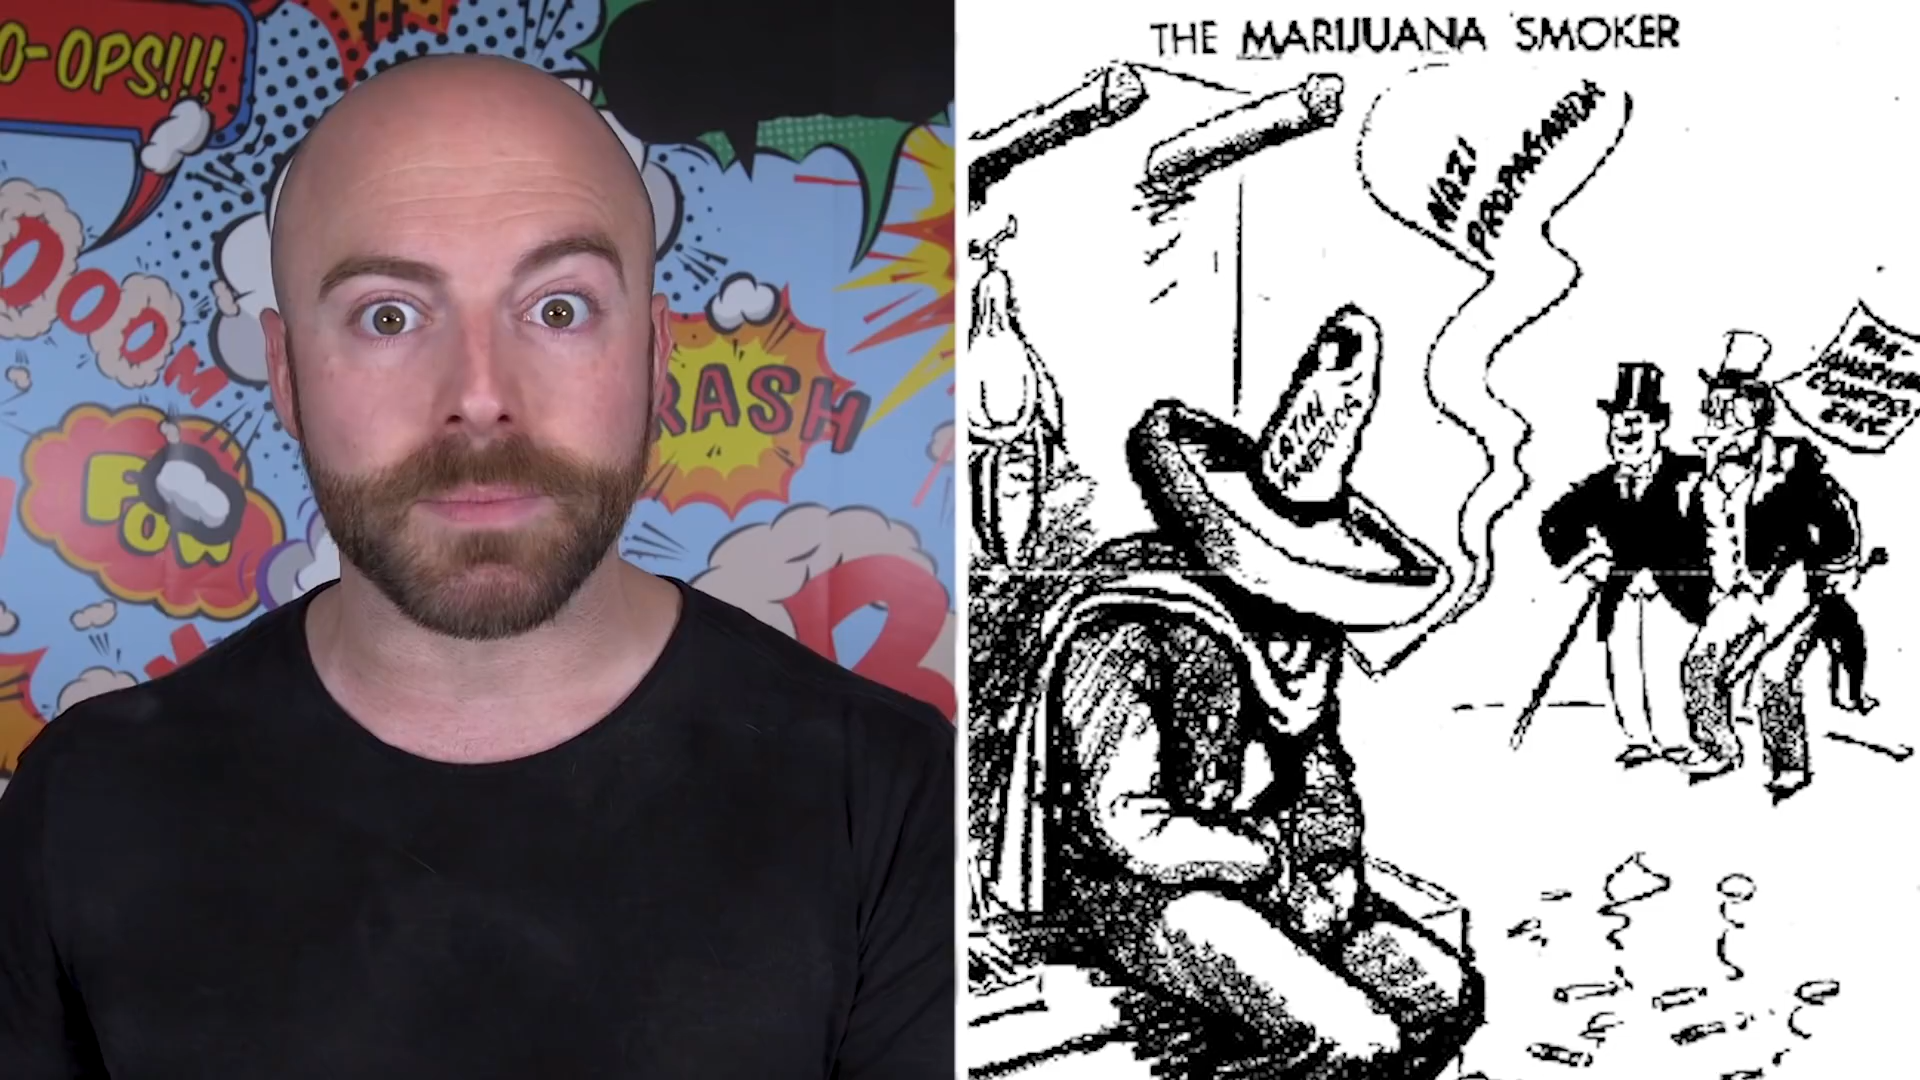 O-OPS!!!
OOOM
POW
RASH
THE MARIJUANA SMOKER
NAZI
PROPAGANDA
LATIN
AMERICA